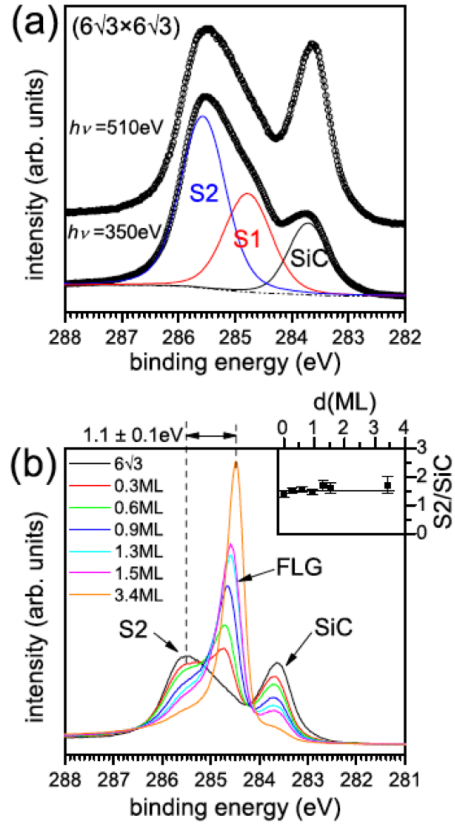 (a)
(6√3×6√3)
hν=510eV
hν=350eV
S2
S1
SiC
intensity (arb. units)
288 287 286 285 284 283 282
binding energy (eV)
d(ML)
0 1 2 3 4
1.1 ± 0.1eV
(b)
6√3
0.3ML
0.6ML
0.9ML
1.3ML
1.5ML
3.4ML
3
2
1
0
S2/SiC
FLG
S2
SiC
intensity (arb. units)
288 287 286 285 284 283 282 281
binding energy (eV)